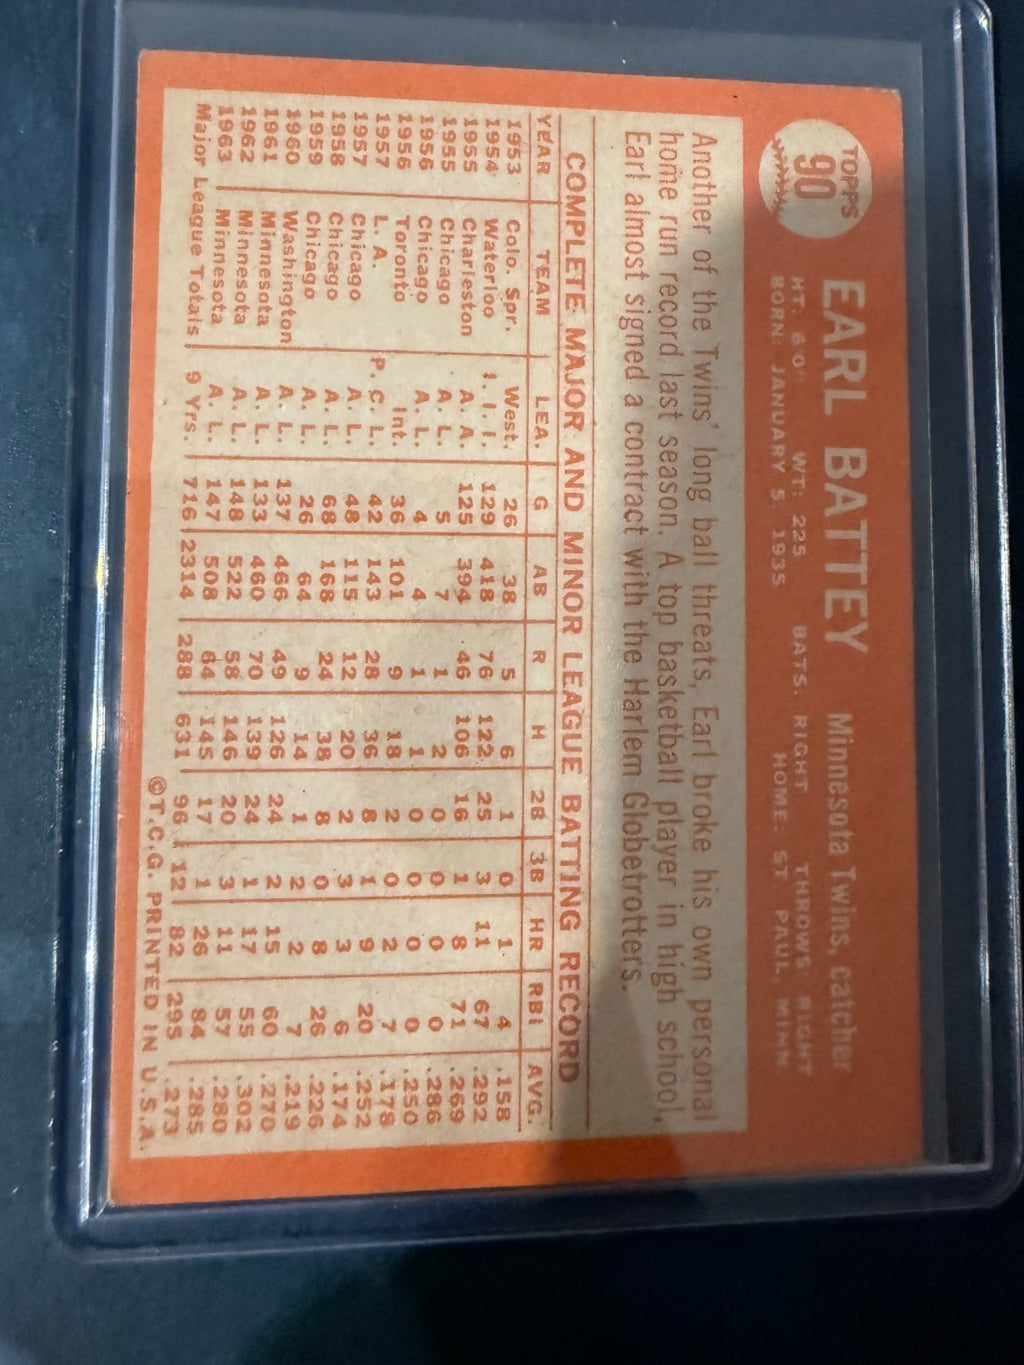 TOPPS
90
EARL BATTEY Minnesota Twins, catcher
HT: 6'0" WT: 225 BATS: RIGHT THROWS: RIGHT
BORN: JANUARY 5, 1935 HOME: ST. PAUL, MINN
Another of the Twins' long ball threats, Earl broke his own personal
home run record last season. A top basketball player in high school,
Earl almost signed a contract with the Harlem Globetrotters.
COMPLETE MAJOR AND MINOR LEAGUE BATTING RECORD
YEAR TEAM LEA. G AB R H 2B 3B HR RBI AVG.
1953 Colo. Spr. West. 26 38 5 6 1 0 1 4 .158
1954 Waterloo I. I. I. 129 418 76 122 25 3 11 67 .292
1955 Charleston A. A. 125 394 46 106 16 1 8 71 .269
1955 Chicago A. L. 5 7 1 2 0 0 0 0 .286
1956 Chicago A. L. 4 4 1 1 0 0 0 0 .250
1956 Toronto Int. 36 101 9 18 2 0 2 7 .178
1957 L. A. P. C. L. 42 143 28 36 8 1 9 20 .252
1957 Chicago A. L. 48 115 12 20 2 3 3 6 .174
1958 Chicago A. L. 68 168 24 38 8 0 8 26 .226
1959 Chicago A. L. 26 64 9 14 1 2 2 7 .219
1960 Washington A. L. 137 466 49 126 24 2 15 60 .270
1961 Minnesota A. L. 133 460 70 139 24 1 17 55 .302
1962 Minnesota A. L. 148 522 58 146 20 3 11 57 .280
1963 Minnesota A. L. 147 508 64 145 17 1 26 84 .285
Major League Totals 9 Yrs. 716 2314 288 631 96 12 82 295 .273
©T.C.G. PRINTED IN U.S.A.